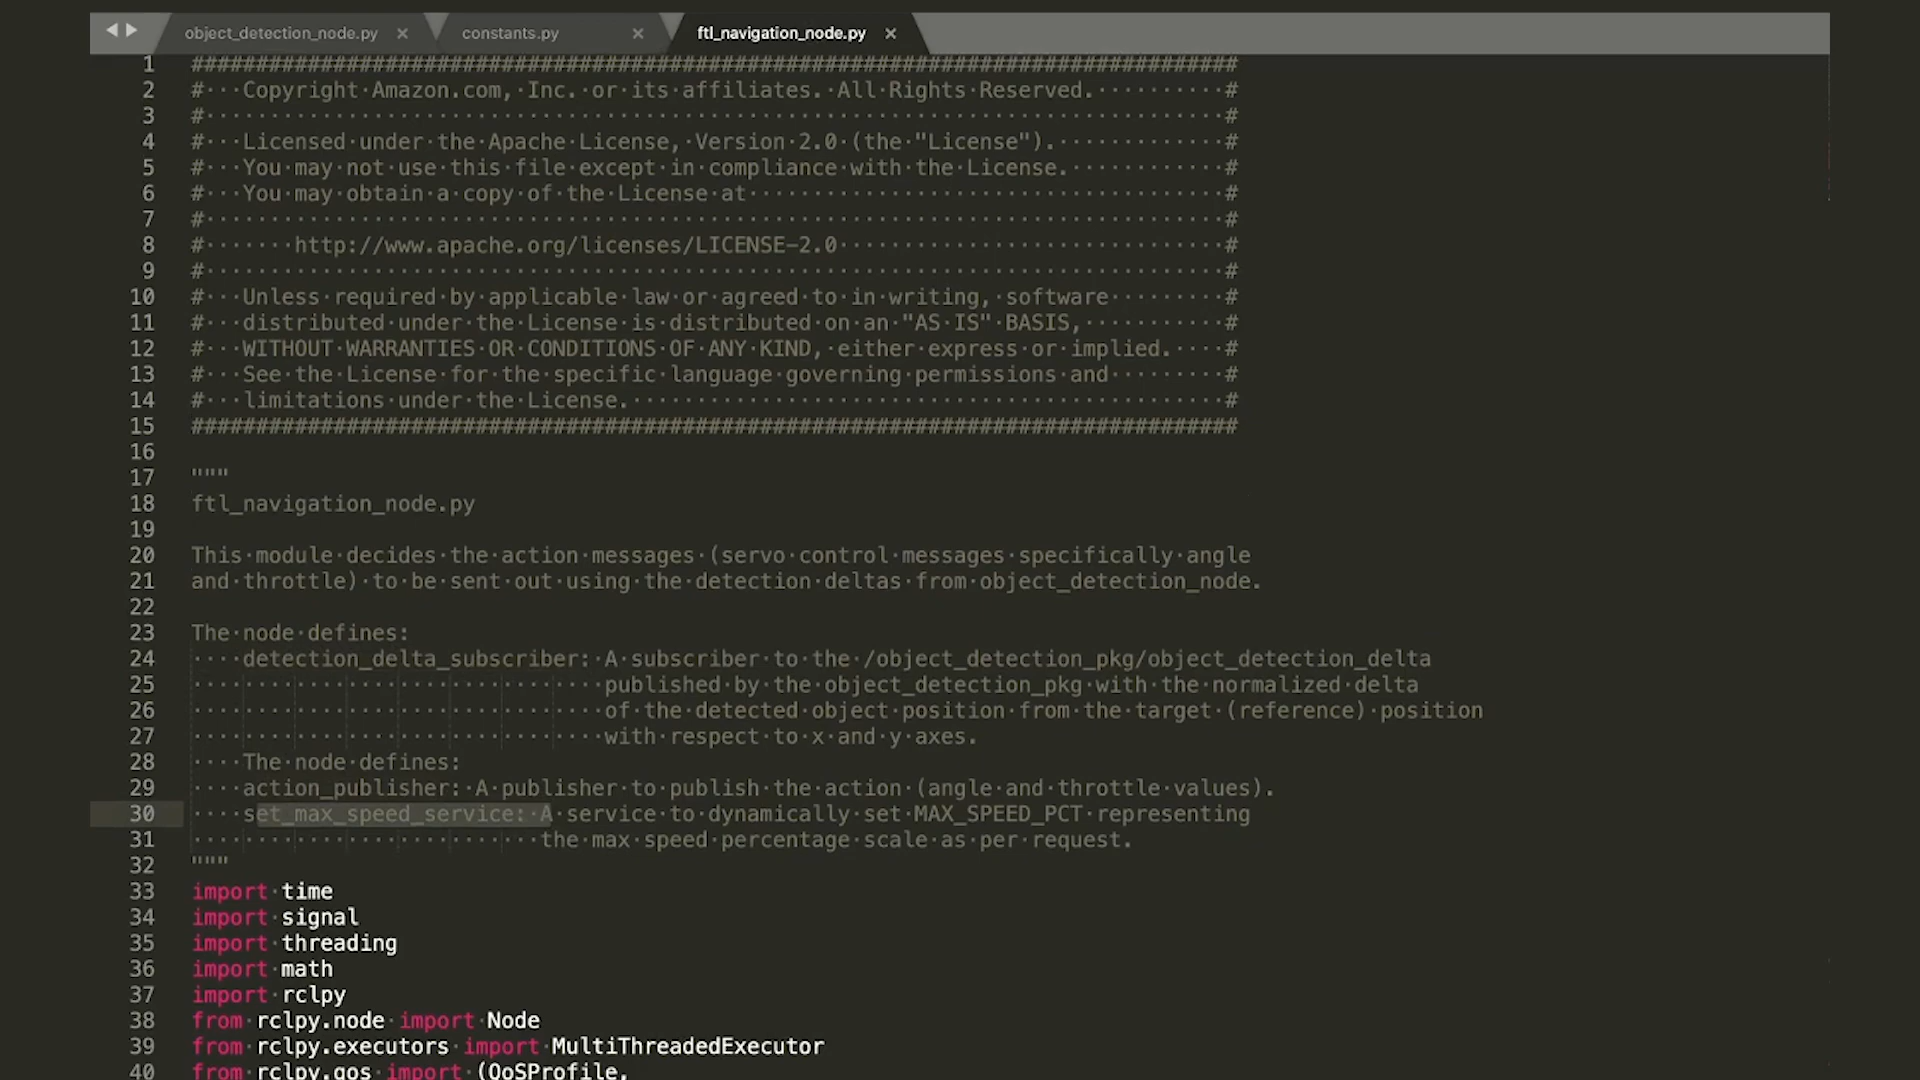 object_detection_node.py × constants.py × ftl_navigation_node.py ×
1 #################################################################################
2 #   Copyright Amazon.com, Inc. or its affiliates. All Rights Reserved.          #
3 #                                                                               #
4 #   Licensed under the Apache License, Version 2.0 (the "License").             #
5 #   You may not use this file except in compliance with the License.            #
6 #   You may obtain a copy of the License at                                     #
7 #                                                                               #
8 #       http://www.apache.org/licenses/LICENSE-2.0                              #
9 #                                                                               #
10 #   Unless required by applicable law or agreed to in writing, software         #
11 #   distributed under the License is distributed on an "AS IS" BASIS,           #
12 #   WITHOUT WARRANTIES OR CONDITIONS OF ANY KIND, either express or implied.    #
13 #   See the License for the specific language governing permissions and         #
14 #   limitations under the License.                                              #
15 #################################################################################
16
17 """
18 ftl_navigation_node.py
19
20 This module decides the action messages (servo control messages specifically angle
21 and throttle) to be sent out using the detection deltas from object_detection_node.
22
23 The node defines:
24     detection_delta_subscriber: A subscriber to the /object_detection_pkg/object_detection_delta
25                                 published by the object_detection_pkg with the normalized delta
26                                 of the detected object position from the target (reference) position
27                                 with respect to x and y axes.
28     The node defines:
29     action_publisher: A publisher to publish the action (angle and throttle values).
30     set_max_speed_service: A service to dynamically set MAX_SPEED_PCT representing
31                            the max speed percentage scale as per request.
32 """
33 import time
34 import signal
35 import threading
36 import math
37 import rclpy
38 from rclpy.node import Node
39 from rclpy.executors import MultiThreadedExecutor
40 from rclpy.qos import (QoSProfile,